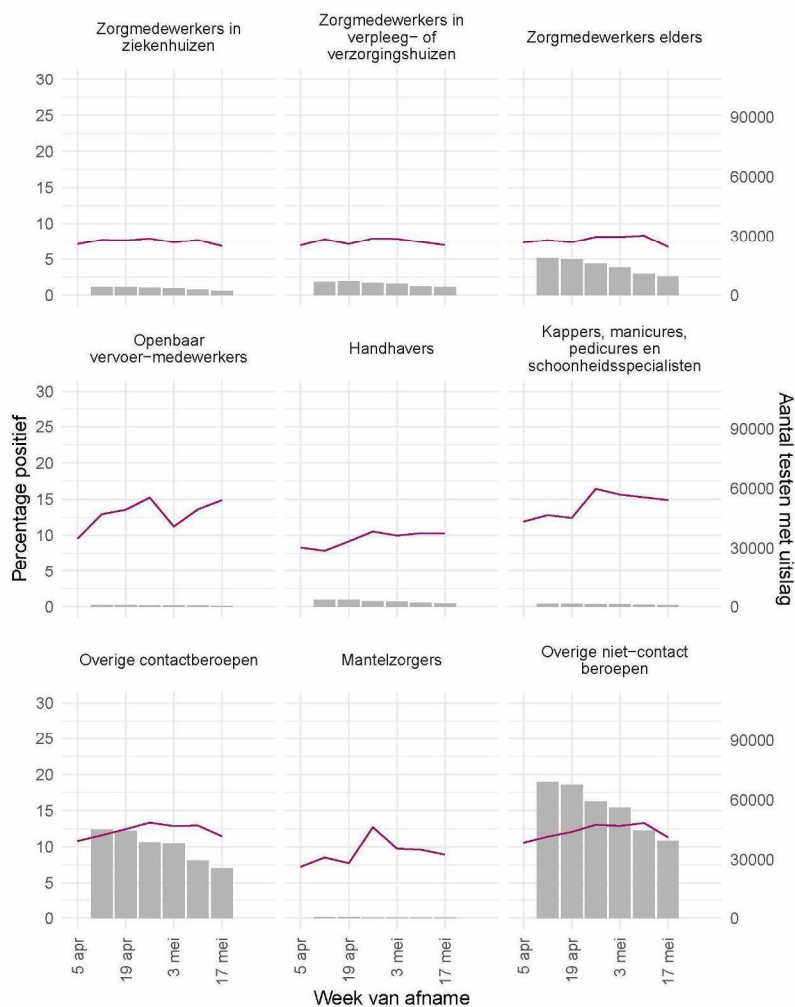 Zorgmedewerkers in
ziekenhuizen
Zorgmedewerkers in
verpleeg- of
verzorgingshuizen
Zorgmedewerkers elders
30
25
20
15
10
5
0
90000
60000
30000
0
Openbaar
vervoer-medewerkers
Handhavers
Kappers, manicures,
pedicures en
schoonheidsspecialisten
30
25
20
15
10
5
0
90000
60000
30000
0
Percentage positief
Aantal testen met uitslag
Overige contactberoepen
Mantelzorgers
Overige niet-contact
beroepen
30
25
20
15
10
5
0
90000
60000
30000
0
5 apr
19 apr
3 mei
17 mei
5 apr
19 apr
3 mei
17 mei
5 apr
19 apr
3 mei
17 mei
Week van afname